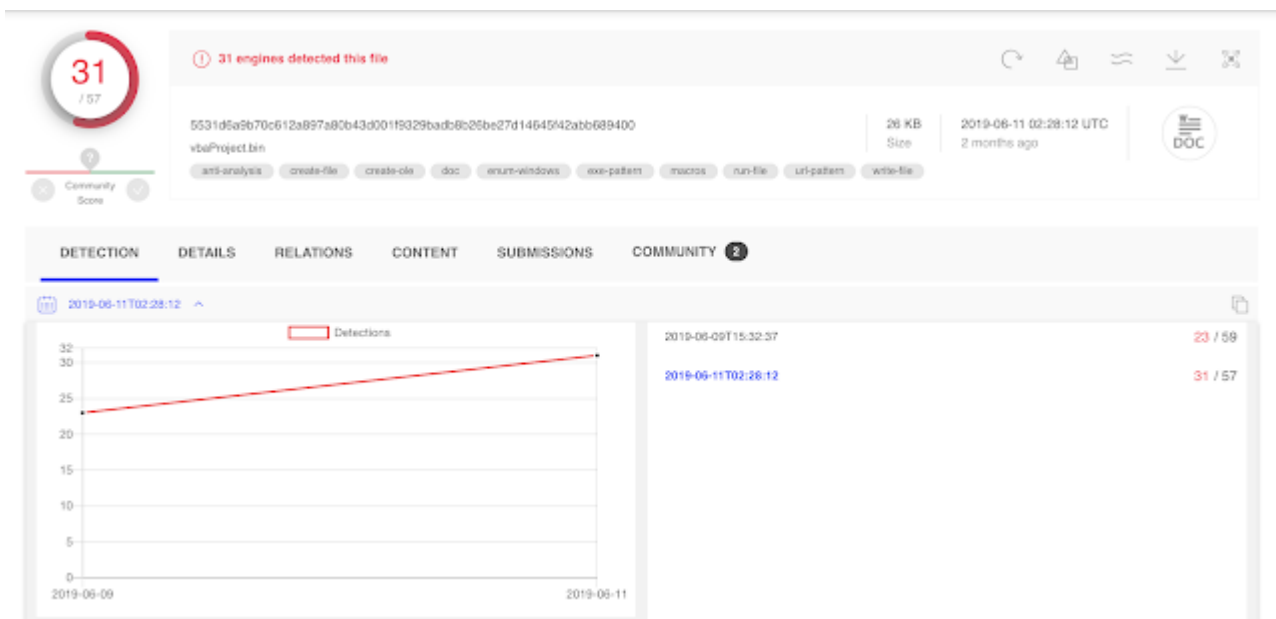 31
/ 57
31 engines detected this file
5531d6a9b70c612a897a80b43d001f9329badb8b26be27d14645f42abb689400
vbaProject.bin
anti-analysis create-file create-ole doc enum-windows exe-pattern macros run-file url-pattern write-file
26 KB
Size
2019-06-11 02:28:12 UTC
2 months ago
DOC
?
Community
Score
DETECTION DETAILS RELATIONS CONTENT SUBMISSIONS COMMUNITY 2
2019-06-11T02:28:12
Detections
32
30
25
20
15
10
5
0
2019-06-09 2019-06-11
2019-06-09T15:32:37 23 / 59
2019-06-11T02:28:12 31 / 57